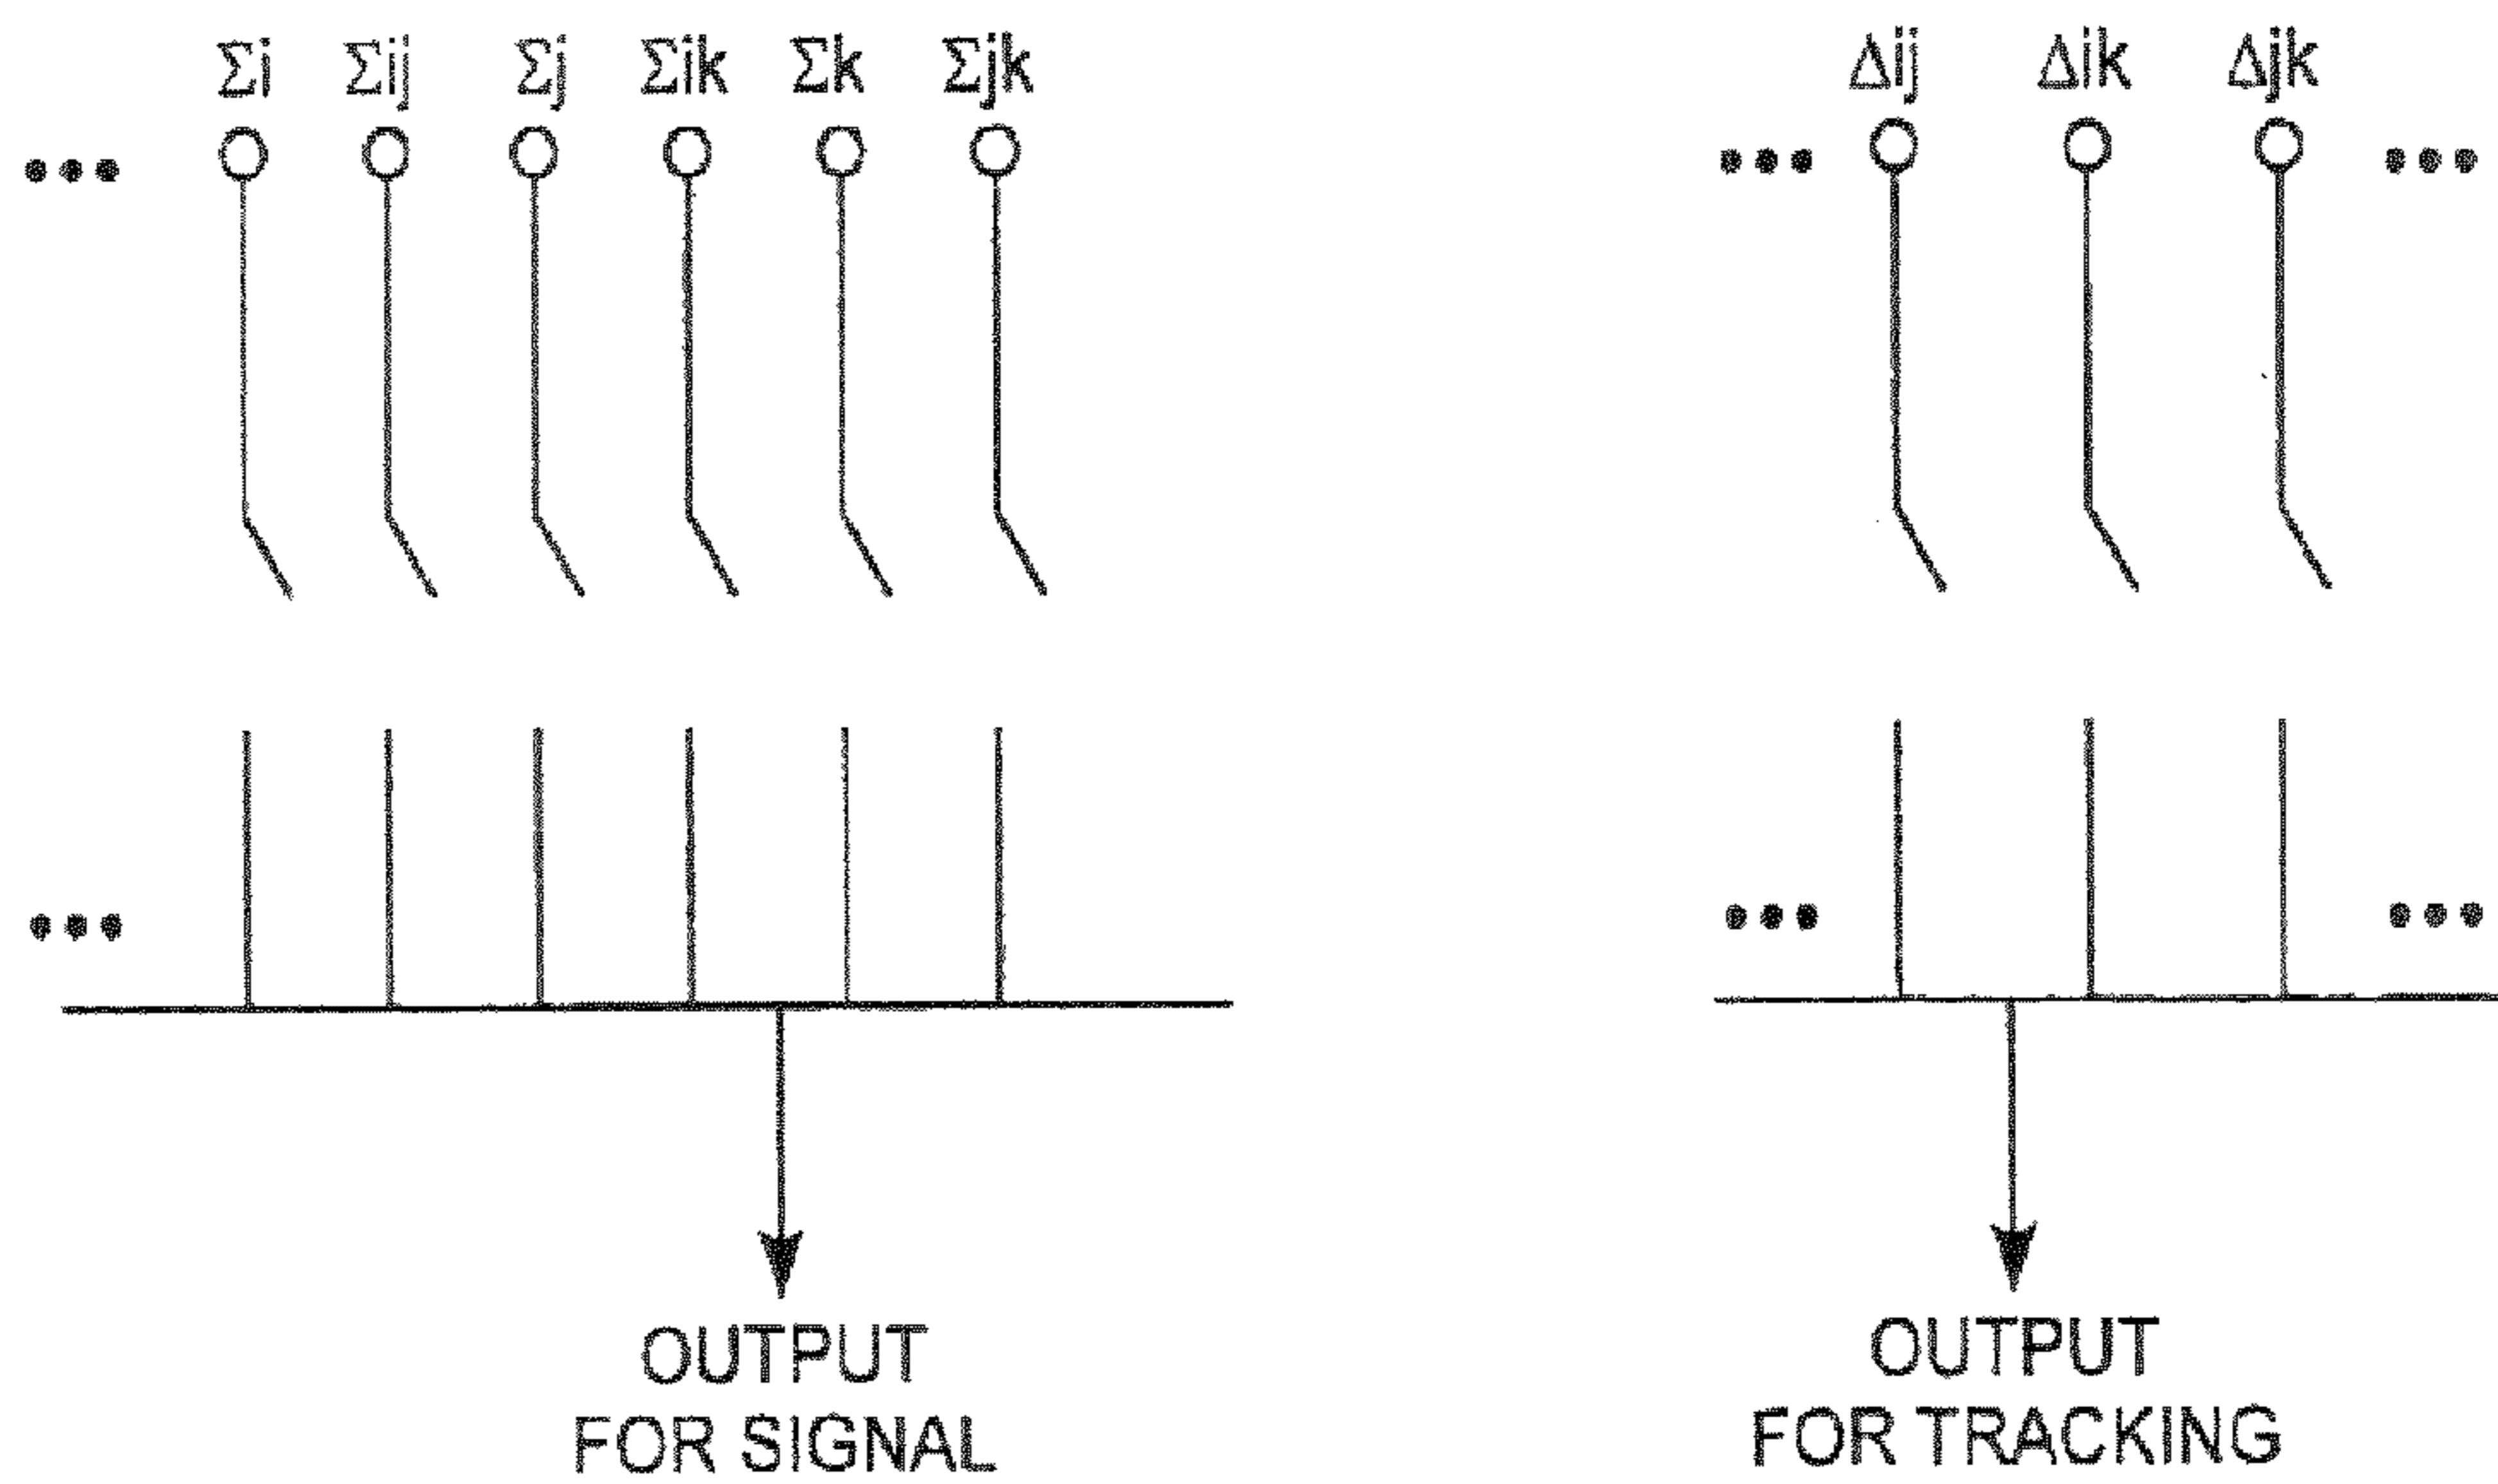 Σi Σij Σj Σik Σk Σjk
Δij Δik Δjk
OUTPUT
FOR SIGNAL
OUTPUT
FOR TRACKING